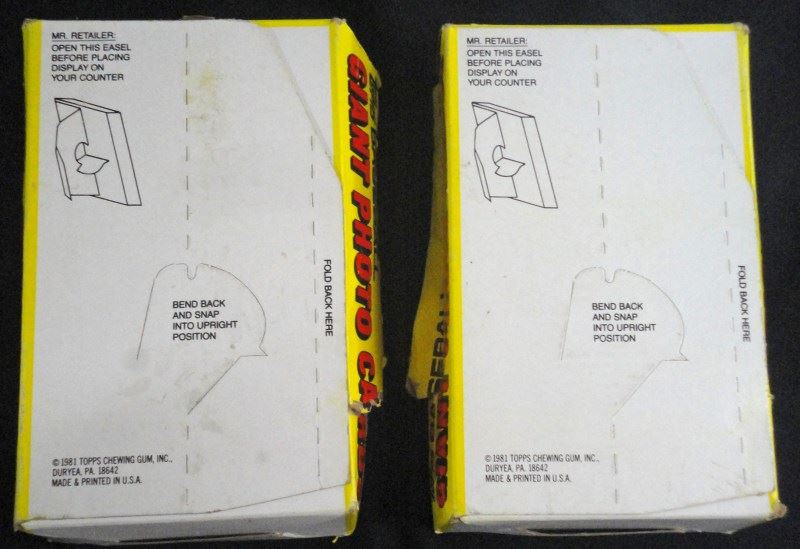 MR. RETAILER:
OPEN THIS EASEL
BEFORE PLACING
DISPLAY ON
YOUR COUNTER
FOLD BACK HERE
BEND BACK
AND SNAP
INTO UPRIGHT
POSITION
© 1981 TOPPS CHEWING GUM, INC.,
DURYEA, PA. 18642
MADE & PRINTED IN U.S.A.
GIANT PHOTO CA
MR. RETAILER:
OPEN THIS EASEL
BEFORE PLACING
DISPLAY ON
YOUR COUNTER
FOLD BACK HERE
BEND BACK
AND SNAP
INTO UPRIGHT
POSITION
© 1981 TOPPS CHEWING GUM, INC.,
DURYEA, PA. 18642
MADE & PRINTED IN U.S.A.
BASEBALL
GIANT